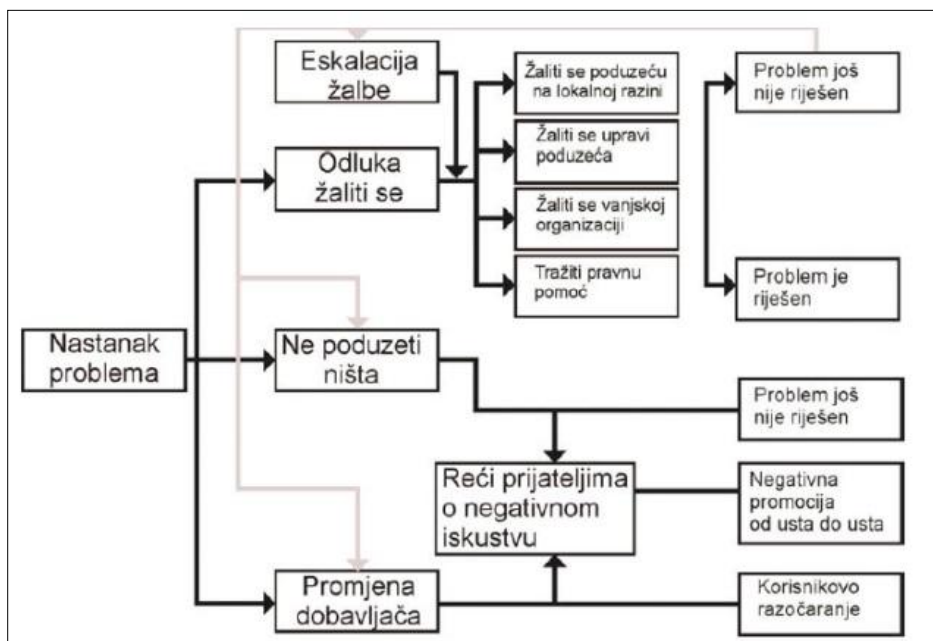 Eskalacija
žalbe
Žaliti se poduzeću
na lokalnoj razini
Problem još
nije riješen
Odluka
žaliti se
Žaliti se upravi
poduzeća
Žaliti se vanjskoj
organizaciji
Tražiti pravnu
pomoć
Problem je
riješen
Nastanak
problema
Ne poduzeti
ništa
Problem još
nije riješen
Reći prijateljima
o negativnom
iskustvu
Negativna
promocija
od usta do usta
Promjena
dobavljača
Korisnikovo
razočaranje